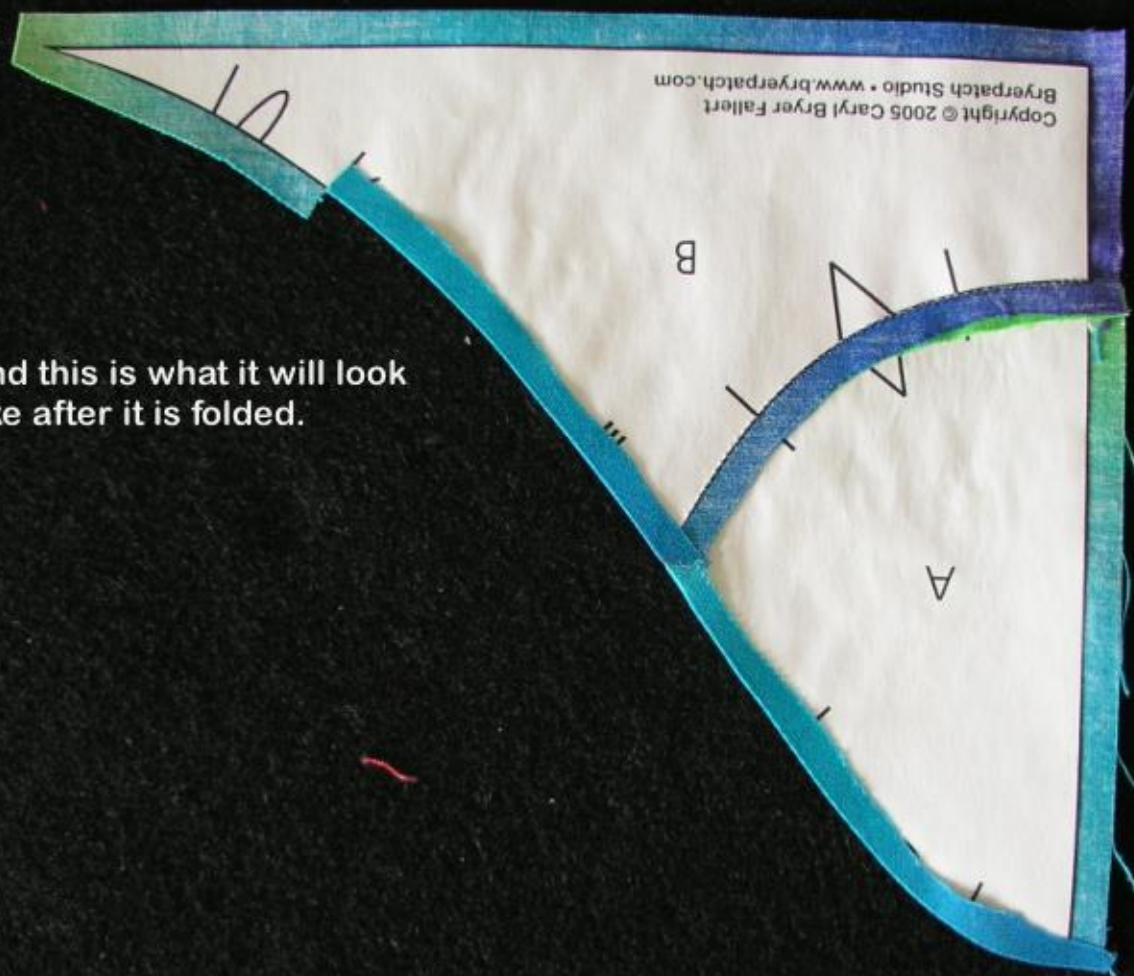 nd this is what it will look
e after it is folded.
Copyright © 2005 Caryl Bryer Fallert
Bryerpatch Studio • www.bryerpatch.com
B
A